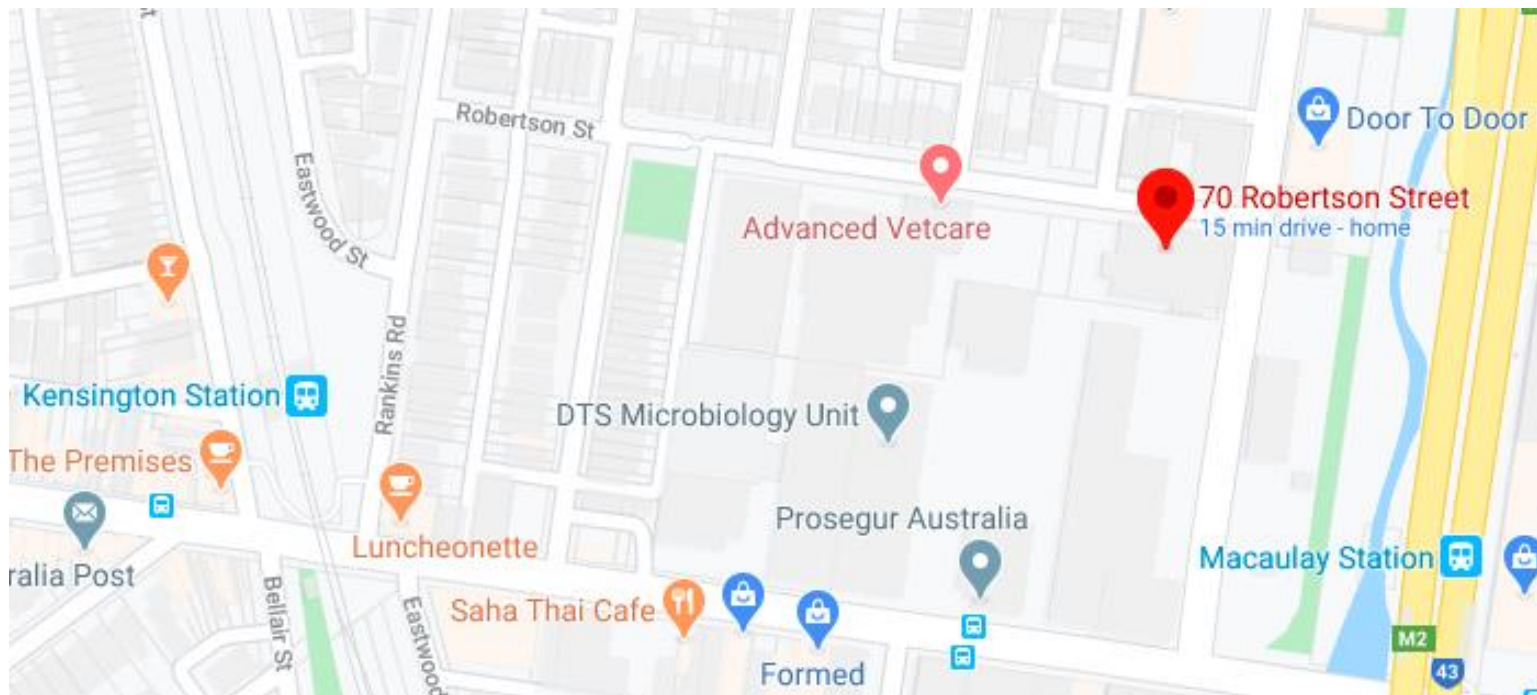 Robertson St
Door To Door
70 Robertson Street
15 min drive - home
Advanced Vetcare
Eastwood St
Rankins Rd
Kensington Station
DTS Microbiology Unit
The Premises
Prosegur Australia
Luncheonette
Macaulay Station
ralia Post
Bellair St
Eastwood
Saha Thai Cafe
Formed
M2
43